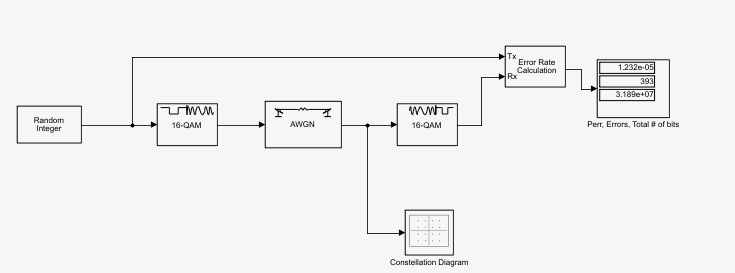 Tx
Error Rate
Calculation
Rx
1.232e-05
393
3.189e+07
Perr, Errors, Total # of bits
Random
Integer
16-QAM
AWGN
16-QAM
Constellation Diagram